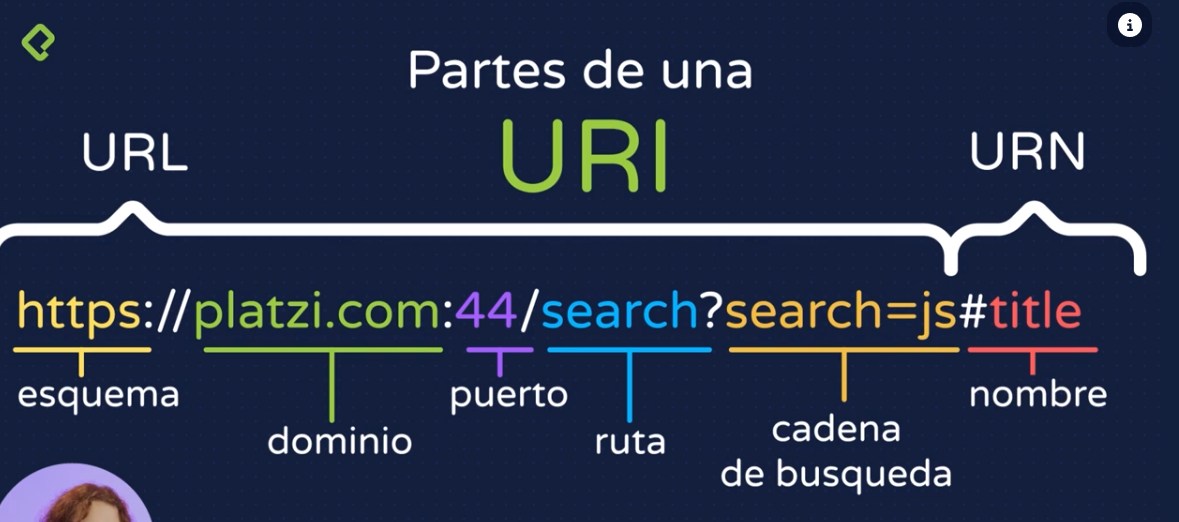 Partes de una
URI
URL
URN
https://platzi.com:44/search?search=js#title
esquema
dominio
puerto
ruta
cadena
de busqueda
nombre